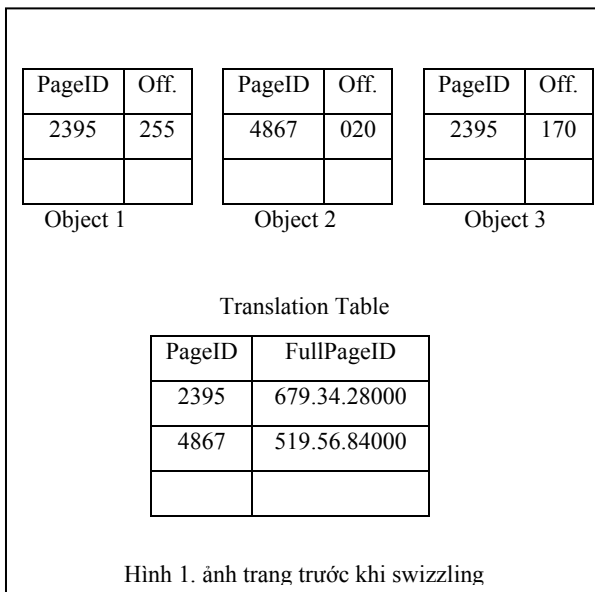 PageID Off. PageID Off. PageID Off.
2395 255 4867 020 2395 170
Object 1 Object 2 Object 3
Translation Table
PageID FullPageID
2395 679.34.28000
4867 519.56.84000
Hình 1. ảnh trang trước khi swizzling